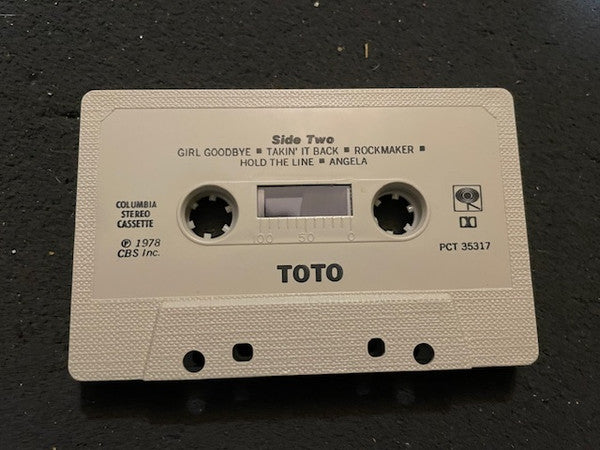 Side Two
GIRL GOODBYE ■ TAKIN' IT BACK ■ ROCKMAKER ■
HOLD THE LINE ■ ANGELA
COLUMBIA
STEREO
CASSETTE
℗ 1978
CBS Inc.
100 50 0
PCT 35317
TOTO